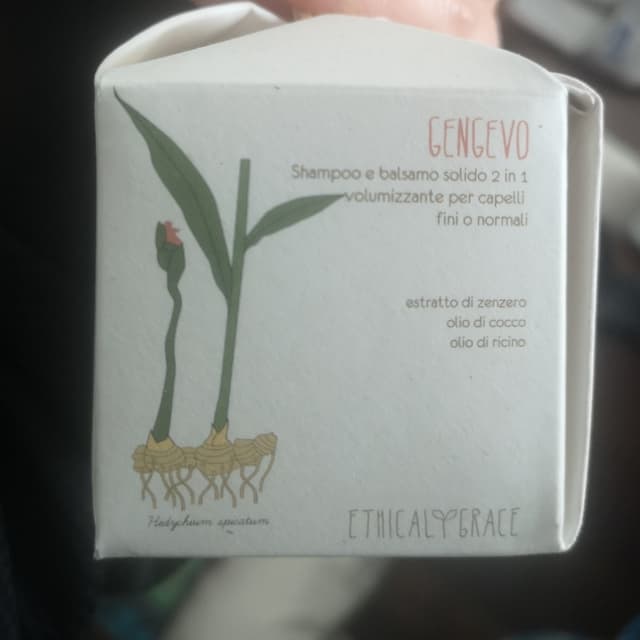 GENGEVO
Shampoo e balsamo solido 2 in 1
volumizzante per capelli
fini o normali
estratto di zenzero
olio di cocco
olio di ricino
Hedychium
ETHICAL GRACE